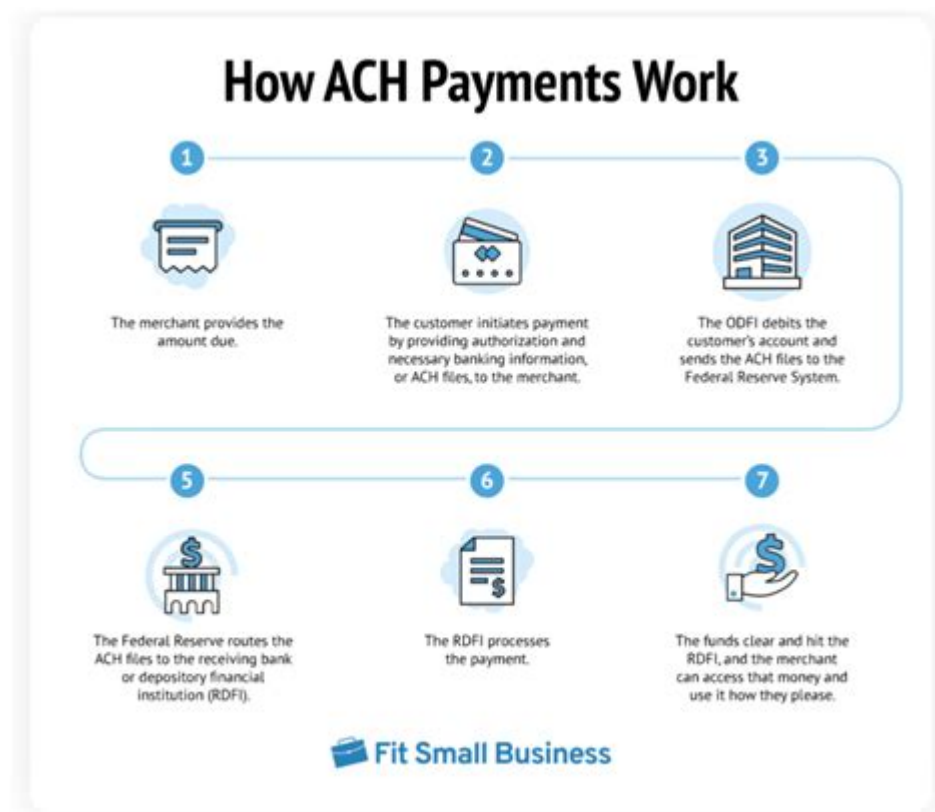 How ACH Payments Work
1
2
3
The merchant provides the
amount due.
The customer initiates payment
by providing authorization and
necessary banking information,
or ACH files, to the merchant.
The ODFI debits the
customer's account and
sends the ACH files to the
Federal Reserve System.
5
6
7
$
$
$
The Federal Reserve routes the
ACH files to the receiving bank
or depository financial
institution (RDFI).
The RDFI processes
the payment.
The funds clear and hit the
RDFI, and the merchant
can access that money and
use it how they please.
Fit Small Business